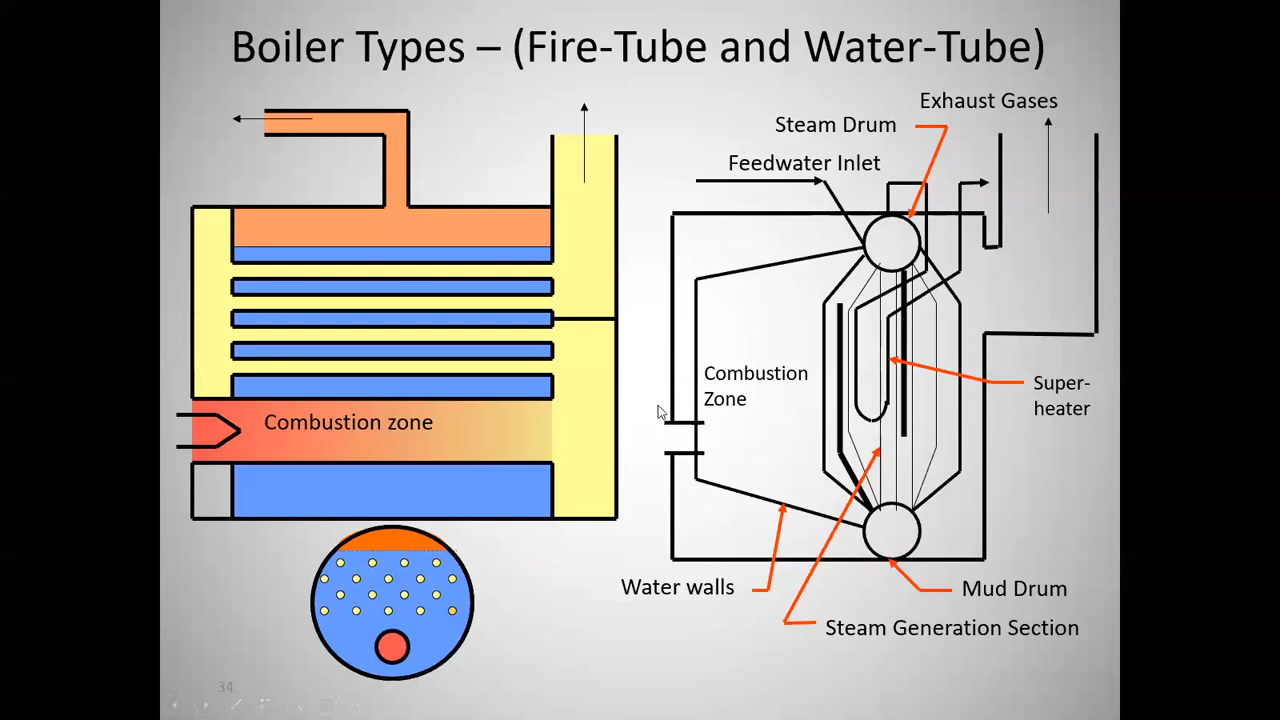 Boiler Types – (Fire-Tube and Water-Tube)
Exhaust Gases
Steam Drum
Feedwater Inlet
Combustion
Zone
Super-
heater
Combustion zone
Water walls
Mud Drum
Steam Generation Section
34